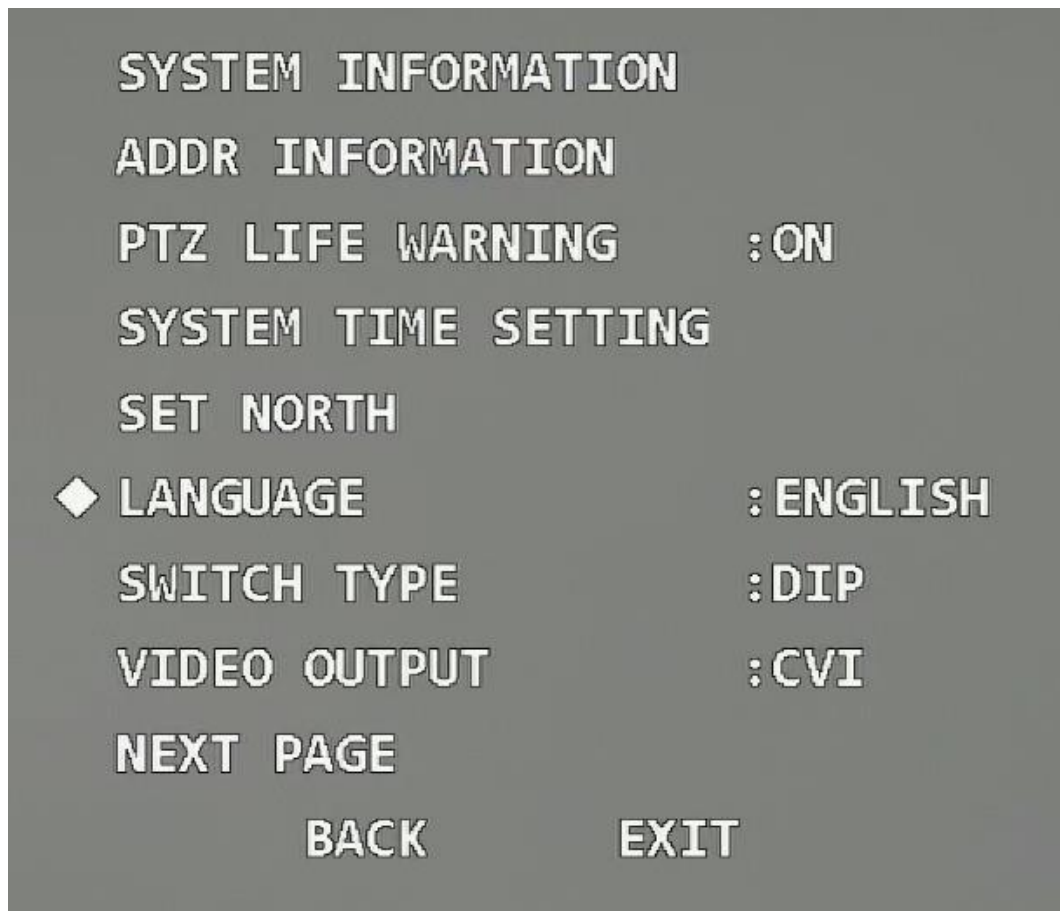 SYSTEM INFORMATION
ADDR INFORMATION
PTZ LIFE WARNING :ON
SYSTEM TIME SETTING
SET NORTH
LANGUAGE :ENGLISH
SWITCH TYPE :DIP
VIDEO OUTPUT :CVI
NEXT PAGE
BACK EXIT